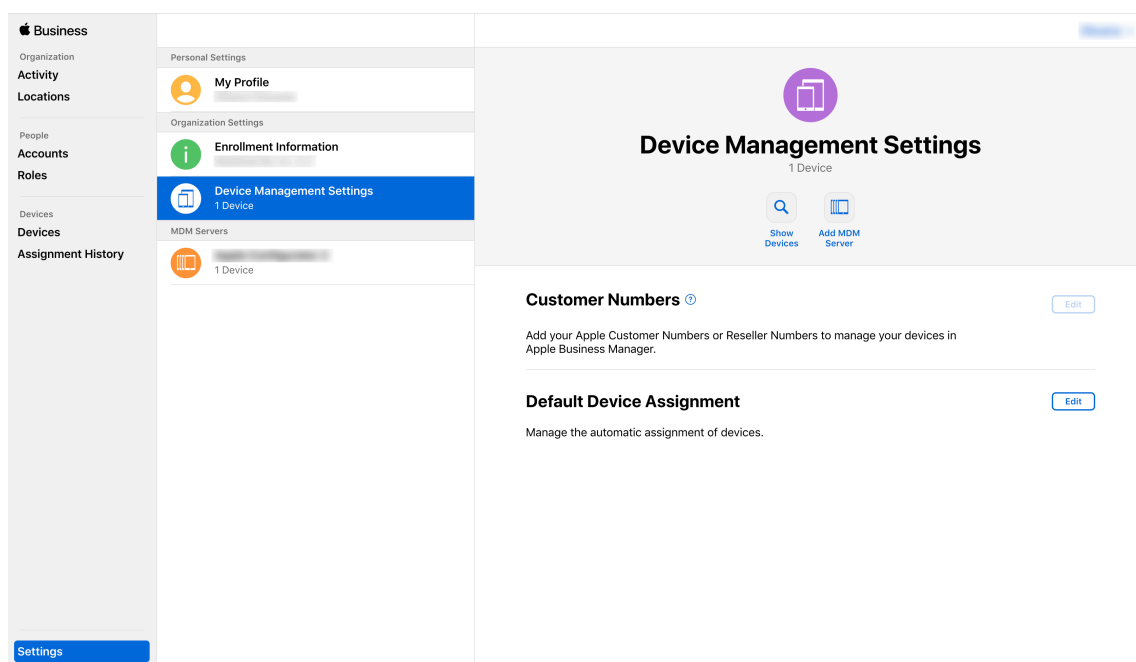 Business
Organization
Activity
Locations
People
Accounts
Roles
Devices
Devices
Assignment History
Settings
Personal Settings
My Profile
Organization Settings
Enrollment Information
Device Management Settings
1 Device
MDM Servers
1 Device
Device Management Settings
1 Device
Show
Devices
Add MDM
Server
Customer Numbers ?
Edit
Add your Apple Customer Numbers or Reseller Numbers to manage your devices in
Apple Business Manager.
Default Device Assignment
Edit
Manage the automatic assignment of devices.